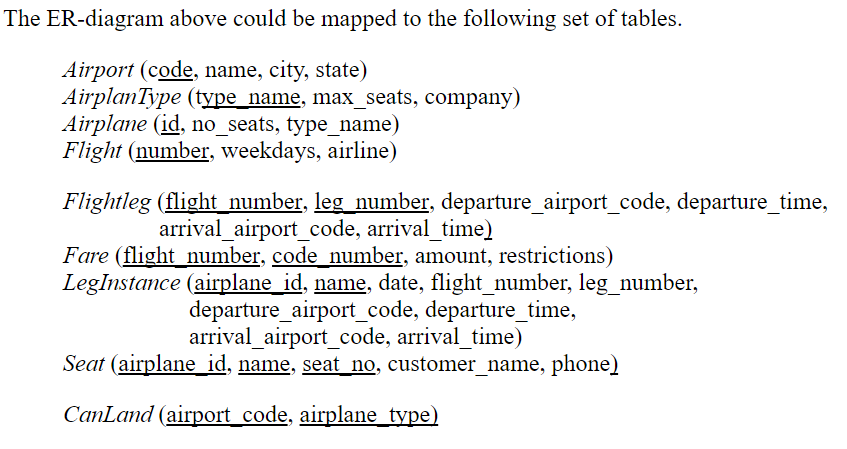 The ER-diagram above could be mapped to the following set of tables.
Airport (code, name, city, state)
AirplanType (type_name, max_seats, company)
Airplane (id, no_seats, type_name)
Flight (number, weekdays, airline)
Flightleg (flight_number, leg_number, departure_airport_code, departure_time,
arrival_airport_code, arrival_time)
Fare (flight_number, code_number, amount, restrictions)
LegInstance (airplane_id, name, date, flight_number, leg_number,
departure_airport_code, departure_time,
arrival_airport_code, arrival_time)
Seat (airplane_id, name, seat_no, customer_name, phone)
CanLand (airport_code, airplane_type)